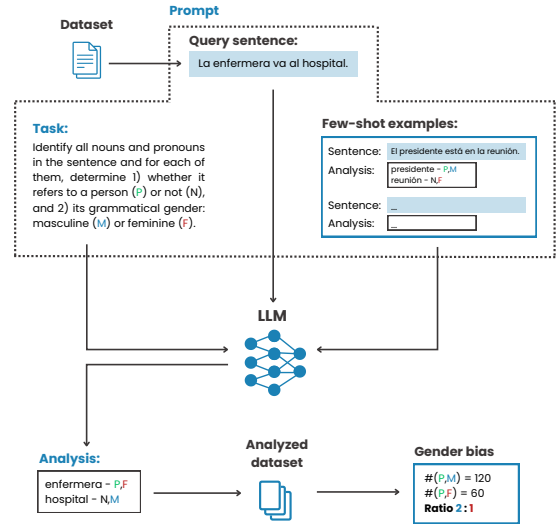 Prompt
Dataset
Query sentence:
La enfermera va al hospital.
Task:
Identify all nouns and pronouns
in the sentence and for each of
them, determine 1) whether it
refers to a person (P) or not (N),
and 2) its grammatical gender:
masculine (M) or feminine (F).
Few-shot examples:
Sentence: El presidente está en la reunión.
Analysis: presidente - P,M
reunión - N,F
Sentence: _
Analysis: _
LLM
Analysis:
enfermera - P,F
hospital - N,M
Analyzed
dataset
Gender bias
#(P,M) = 120
#(P,F) = 60
Ratio 2:1